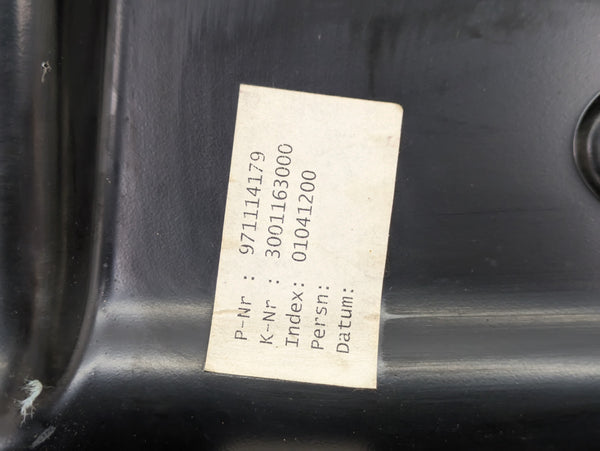 P-Nr : 971114179
K-Nr : 3001163000
Index: 01041200
Persn:
Datum: